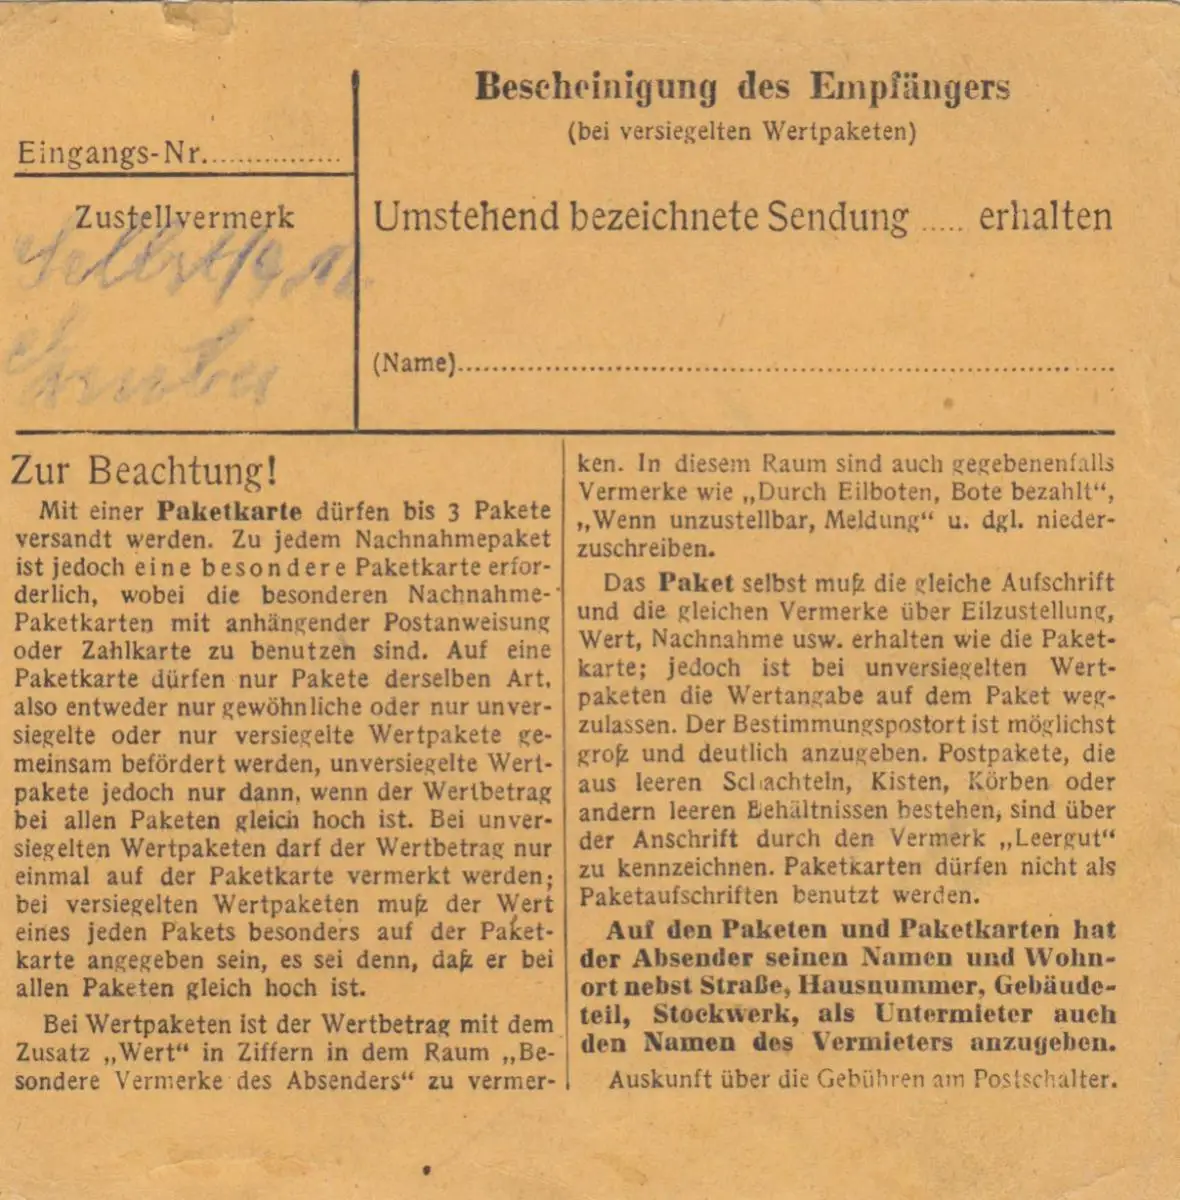 Eingangs-Nr.................
Zustellvermerk
Selbst
Gruber
Bescheinigung des Empfängers
(bei versiegelten Wertpaketen)
Umstehend bezeichnete Sendung ..... erhalten
(Name)..........................................................................
Zur Beachtung!
Mit einer Paketkarte dürfen bis 3 Pakete
versandt werden. Zu jedem Nachnahmepaket
ist jedoch eine besondere Paketkarte erfor-
derlich, wobei die besonderen Nachnahme-
Paketkarten mit anhängender Postanweisung
oder Zahlkarte zu benutzen sind. Auf eine
Paketkarte dürfen nur Pakete derselben Art,
also entweder nur gewöhnliche oder nur unver-
siegelte oder nur versiegelte Wertpakete ge-
meinsam befördert werden, unversiegelte Wert-
pakete jedoch nur dann, wenn der Wertbetrag
bei allen Paketen gleich hoch ist. Bei unver-
siegelten Wertpaketen darf der Wertbetrag nur
einmal auf der Paketkarte vermerkt werden;
bei versiegelten Wertpaketen muß der Wert
eines jeden Pakets besonders auf der Paket-
karte angegeben sein, es sei denn, daß er bei
allen Paketen gleich hoch ist.
Bei Wertpaketen ist der Wertbetrag mit dem
Zusatz „Wert“ in Ziffern in dem Raum „Be-
sondere Vermerke des Absenders“ zu vermer-
ken. In diesem Raum sind auch gegebenenfalls
Vermerke wie „Durch Eilboten, Bote bezahlt“,
„Wenn unzustellbar, Meldung“ u. dgl. nieder-
zuschreiben.
Das Paket selbst muß die gleiche Aufschrift
und die gleichen Vermerke über Eilzustellung,
Wert, Nachnahme usw. erhalten wie die Paket-
karte; jedoch ist bei unversiegelten Wert-
paketen die Wertangabe auf dem Paket weg-
zulassen. Der Bestimmungspostort ist möglichst
groß und deutlich anzugeben. Postpakete, die
aus leeren Schachteln, Kisten, Körben oder
andern leeren Behältnissen bestehen, sind über
der Anschrift durch den Vermerk „Leergut“
zu kennzeichnen. Paketkarten dürfen nicht als
Paketaufschriften benutzt werden.
Auf den Paketen und Paketkarten hat
der Absender seinen Namen und Wohn-
ort nebst Straße, Hausnummer, Gebäude-
teil, Stockwerk, als Untermieter auch
den Namen des Vermieters anzugeben.
Auskunft über die Gebühren am Postschalter.